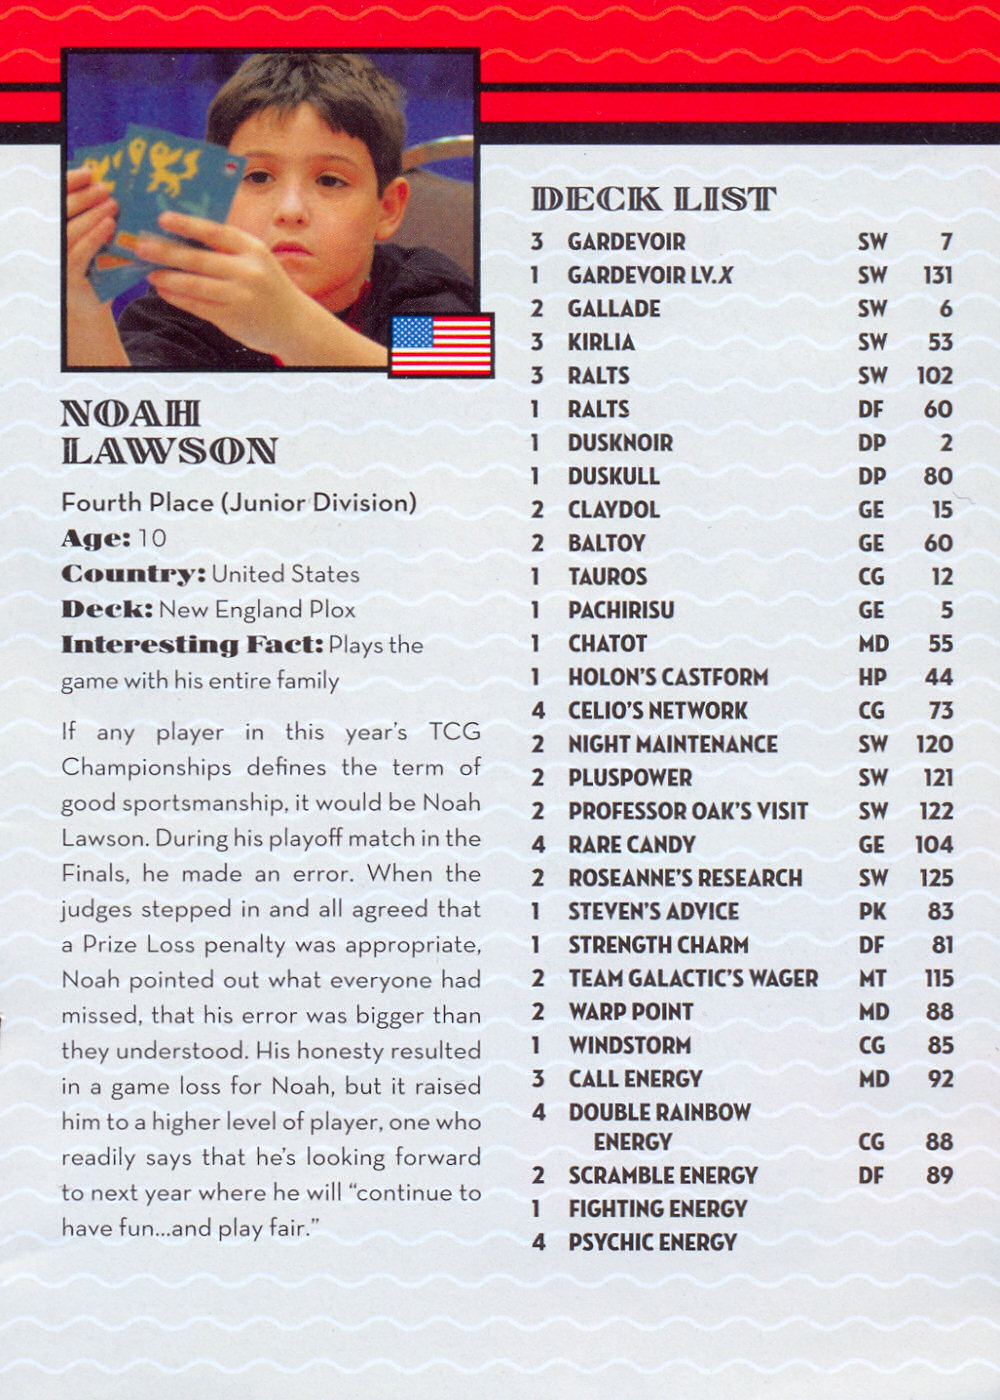 NOAH
LAWSON
Fourth Place (Junior Division)
Age: 10
Country: United States
Deck: New England Plox
Interesting Fact: Plays the
game with his entire family
If any player in this year's TCG
Championships defines the term of
good sportsmanship, it would be Noah
Lawson. During his playoff match in the
Finals, he made an error. When the
judges stepped in and all agreed that
a Prize Loss penalty was appropriate,
Noah pointed out what everyone had
missed, that his error was bigger than
they understood. His honesty resulted
in a game loss for Noah, but it raised
him to a higher level of player, one who
readily says that he's looking forward
to next year where he will “continue to
have fun...and play fair.”
DECK LIST
3 GARDEVOIR SW 7
1 GARDEVOIR LV.X SW 131
2 GALLADE SW 6
3 KIRLIA SW 53
3 RALTS SW 102
1 RALTS DF 60
1 DUSKNOIR DP 2
1 DUSKULL DP 80
2 CLAYDOL GE 15
2 BALTOY GE 60
1 TAUROS CG 12
1 PACHIRISU GE 5
1 CHATOT MD 55
1 HOLON'S CASTFORM HP 44
4 CELIO'S NETWORK CG 73
2 NIGHT MAINTENANCE SW 120
2 PLUSPOWER SW 121
2 PROFESSOR OAK'S VISIT SW 122
4 RARE CANDY GE 104
2 ROSEANNE'S RESEARCH SW 125
1 STEVEN'S ADVICE PK 83
1 STRENGTH CHARM DF 81
2 TEAM GALACTIC'S WAGER MT 115
2 WARP POINT MD 88
1 WINDSTORM CG 85
3 CALL ENERGY MD 92
4 DOUBLE RAINBOW
ENERGY CG 88
2 SCRAMBLE ENERGY DF 89
1 FIGHTING ENERGY
4 PSYCHIC ENERGY